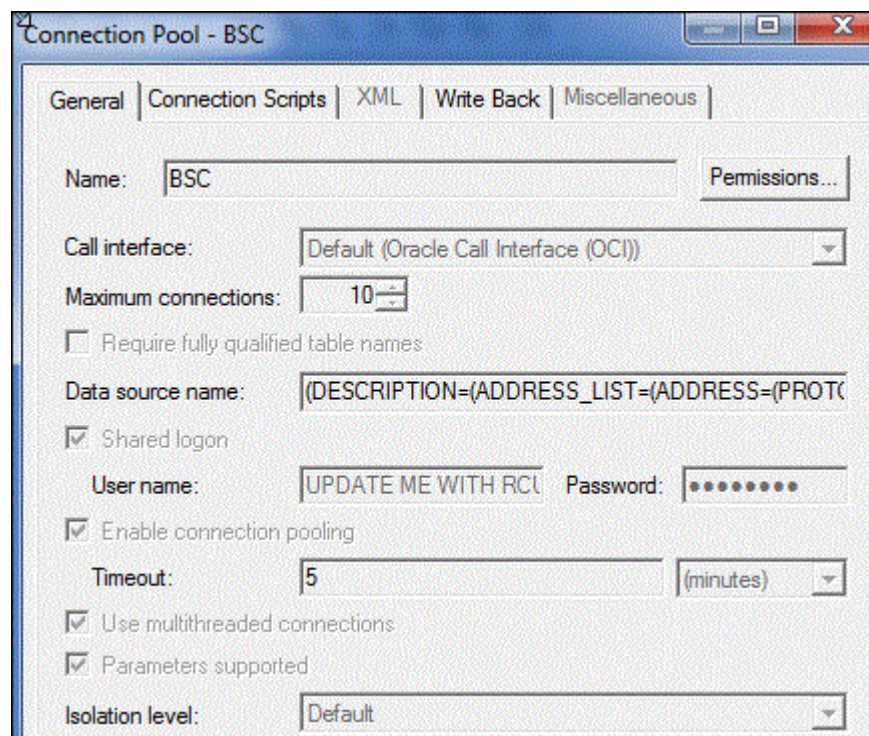 Connection Pool - BSC
General Connection Scripts XML Write Back Miscellaneous
Name: BSC Permissions...
Call interface: Default (Oracle Call Interface (OCI))
Maximum connections: 10
Require fully qualified table names
Data source name: (DESCRIPTION=(ADDRESS_LIST=(ADDRESS=(PROTO
Shared logon
User name: UPDATE ME WITH RCU Password: ••••••••
Enable connection pooling
Timeout: 5 (minutes)
Use multithreaded connections
Parameters supported
Isolation level: Default